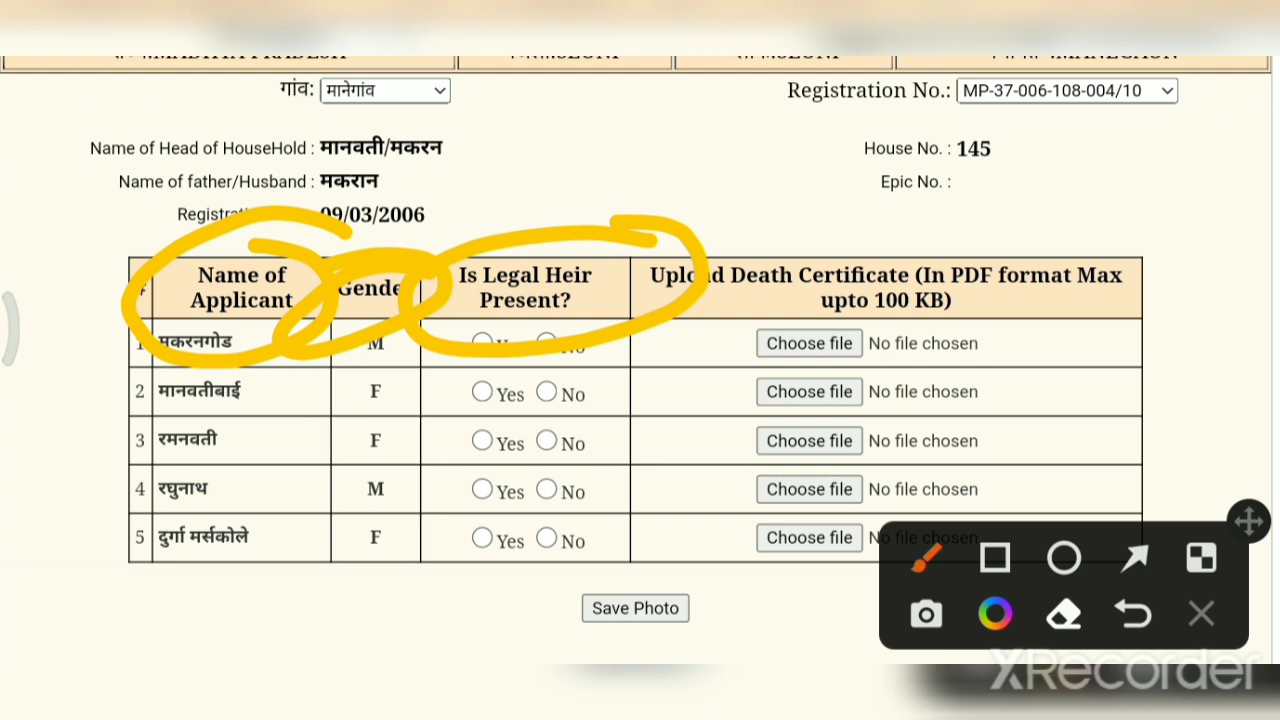 गांव: मानेगांव Registration No.: MP-37-006-108-004/10
Name of Head of HouseHold : मानवती/मकरन House No. : 145
Name of father/Husband : मकरान Epic No. :
09/03/2006
Name of Applicant Gende Is Legal Heir Present? Upload Death Certificate (In PDF format Max upto 100 KB)
1 मकरनगोड M Choose file No file chosen
2 मानवतीबाई F Yes No Choose file No file chosen
3 रमनवती F Yes No Choose file No file chosen
4 रघुनाथ M Yes No Choose file No file chosen
5 दुर्गा मर्सकोले F Yes No Choose file No file chosen
Save Photo
XRecorder